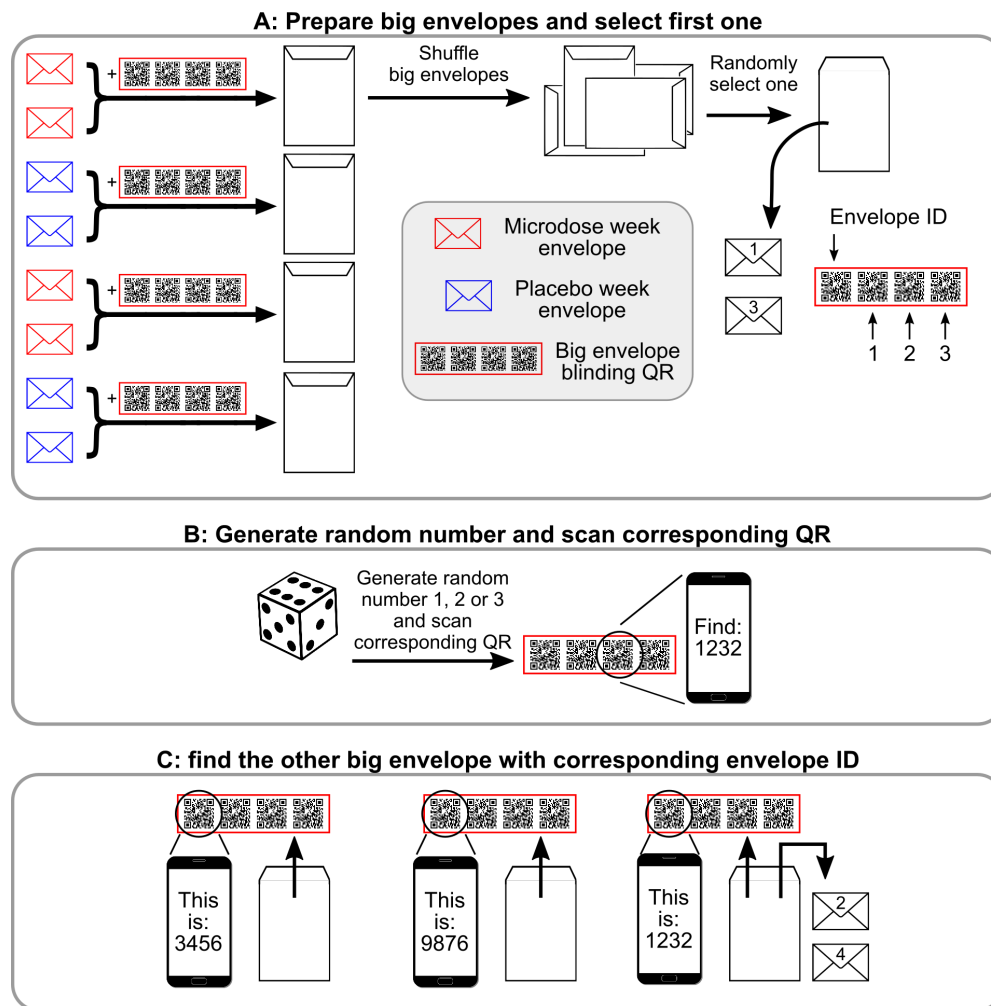 A: Prepare big envelopes and select first one
+
Shuffle
big envelopes
Randomly
select one
+
+
+
Microdose week
envelope
Placebo week
envelope
Big envelope
blinding QR
1
3
Envelope ID
1
2
3
B: Generate random number and scan corresponding QR
Generate random
number 1, 2 or 3
and scan
corresponding QR
Find:
1232
C: find the other big envelope with corresponding envelope ID
This
is:
3456
This
is:
9876
This
is:
1232
2
4